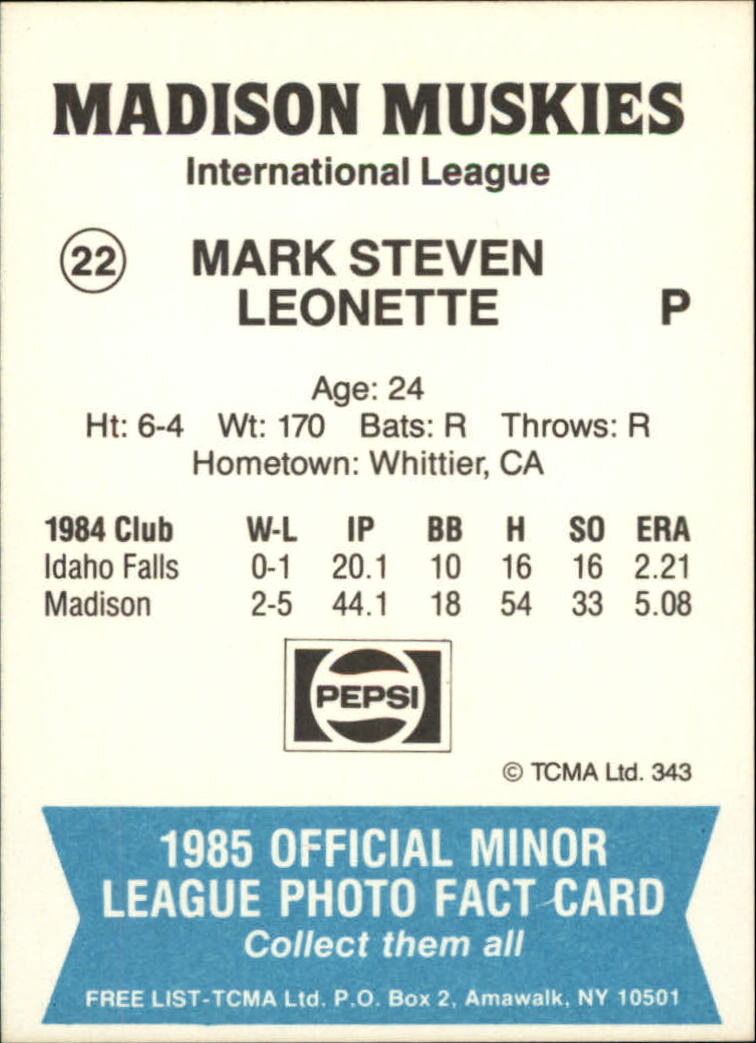 MADISON MUSKIES
International League
22 MARK STEVEN
LEONETTE P
Age: 24
Ht: 6-4 Wt: 170 Bats: R Throws: R
Hometown: Whittier, CA
1984 Club W-L IP BB H SO ERA
Idaho Falls 0-1 20.1 10 16 16 2.21
Madison 2-5 44.1 18 54 33 5.08
PEPSI
© TCMA Ltd. 343
1985 OFFICIAL MINOR
LEAGUE PHOTO FACT CARD
Collect them all
FREE LIST-TCMA Ltd. P.O. Box 2, Amawalk, NY 10501